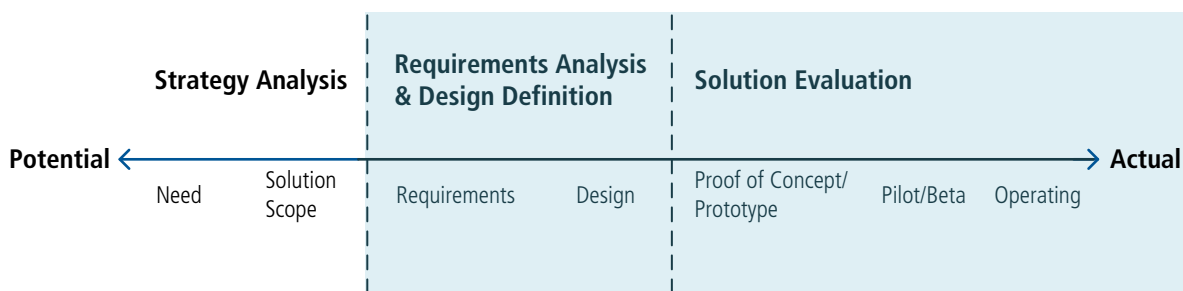 Strategy Analysis
Requirements Analysis
& Design Definition
Solution Evaluation
Potential
Actual
Need
Solution
Scope
Requirements
Design
Proof of Concept/
Prototype
Pilot/Beta
Operating